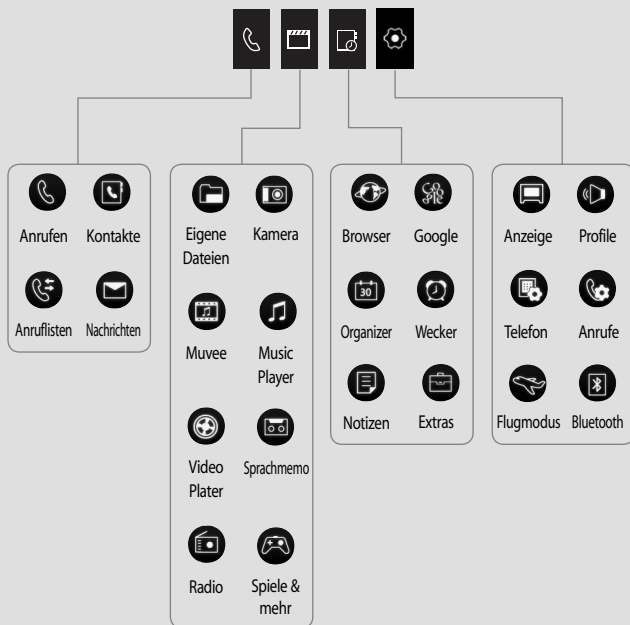 Anrufen Kontakte
Anruflisten Nachrichten
Eigene
Dateien
Kamera
Muvee
Music
Player
Video
Plater
Sprachmemo
Radio
Spiele &
mehr
Browser Google
30
Organizer Wecker
Notizen Extras
Anzeige Profile
Telefon Anrufe
Flugmodus Bluetooth